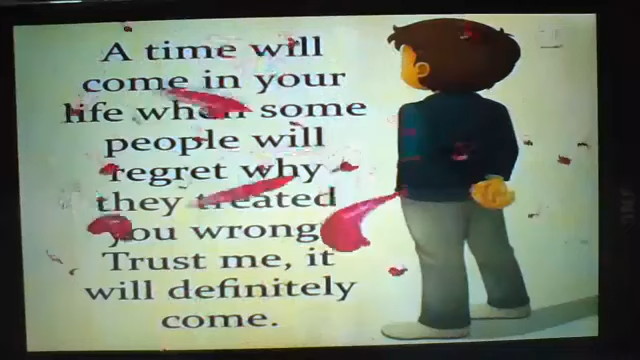 A time will
come in your
life when some
people will
regret why
they treated
you wrong
Trust me, it
will definitely
come.